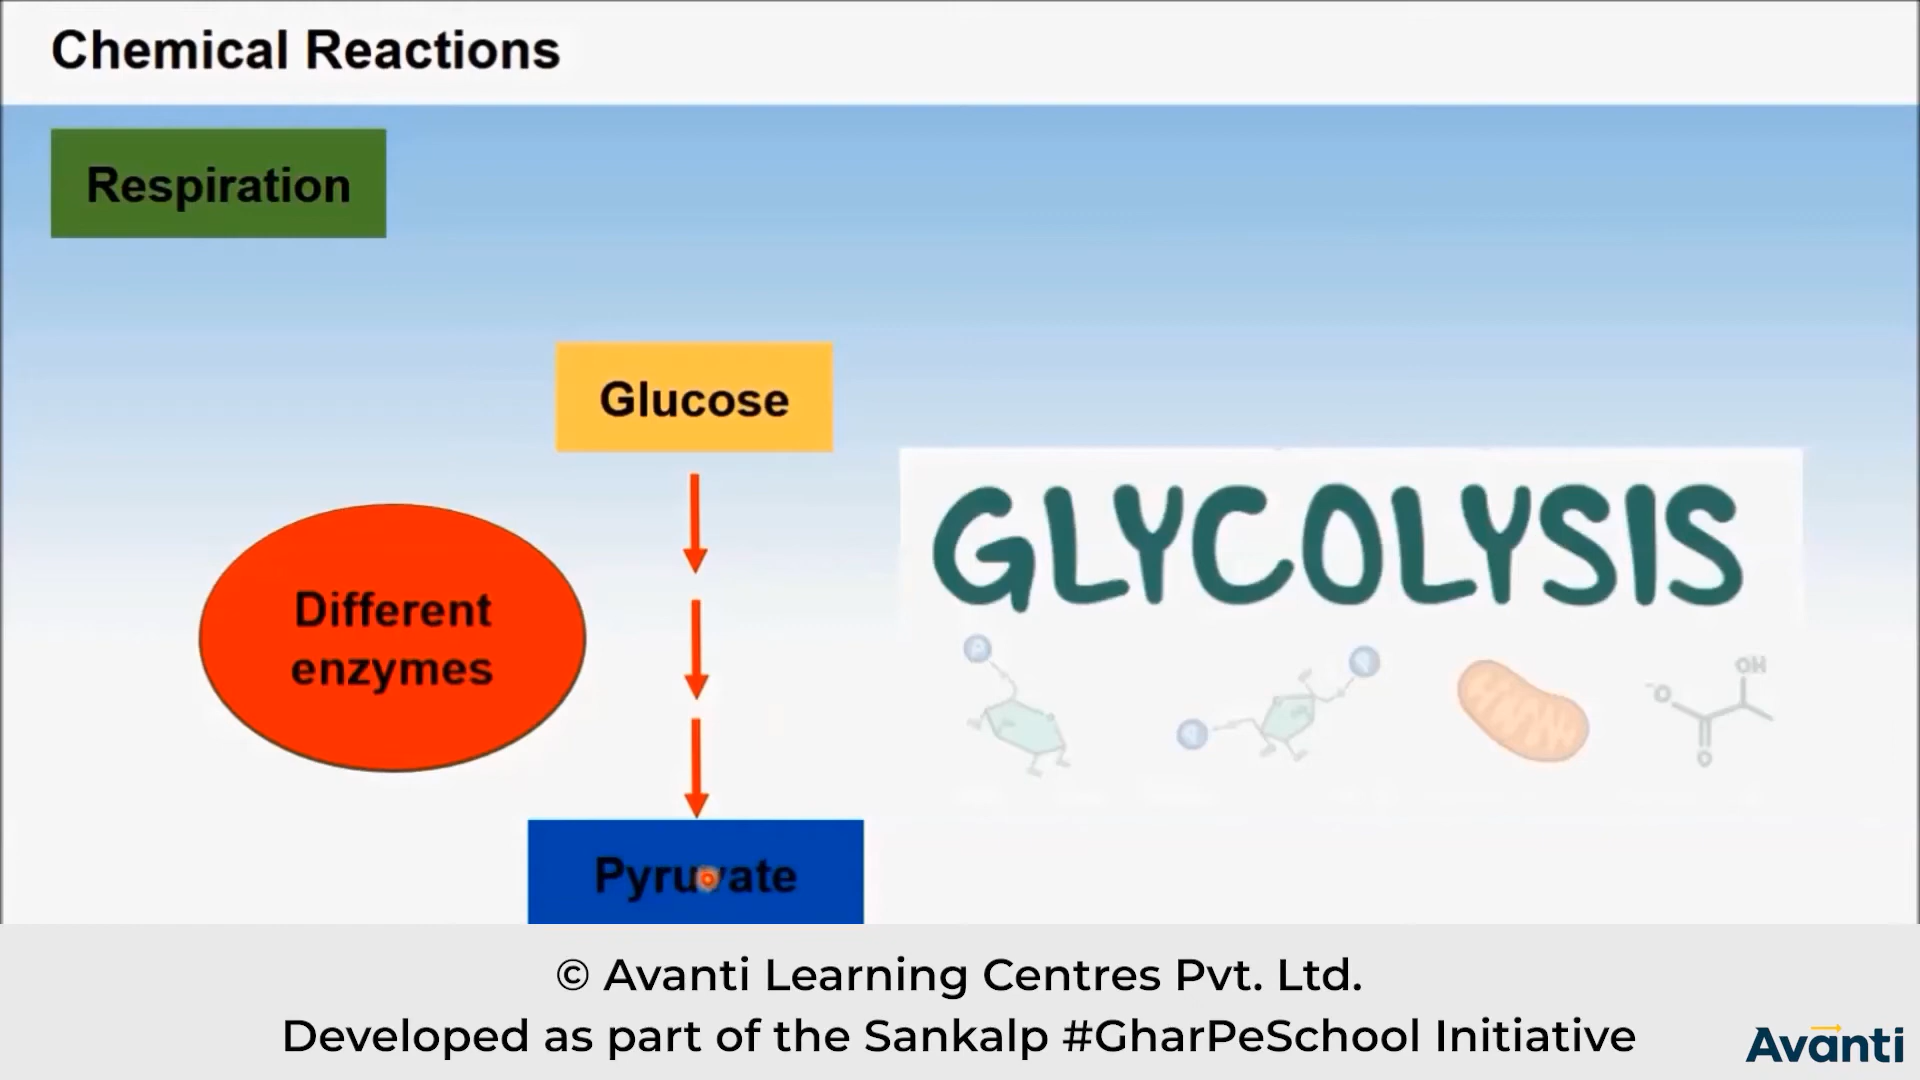 Chemical Reactions
Respiration
Glucose
Different
enzymes
GLYCOLYSIS
P
P
OH
-O
O
Pyruvate
© Avanti Learning Centres Pvt. Ltd.
Developed as part of the Sankalp #GharPeSchool Initiative
Avanti